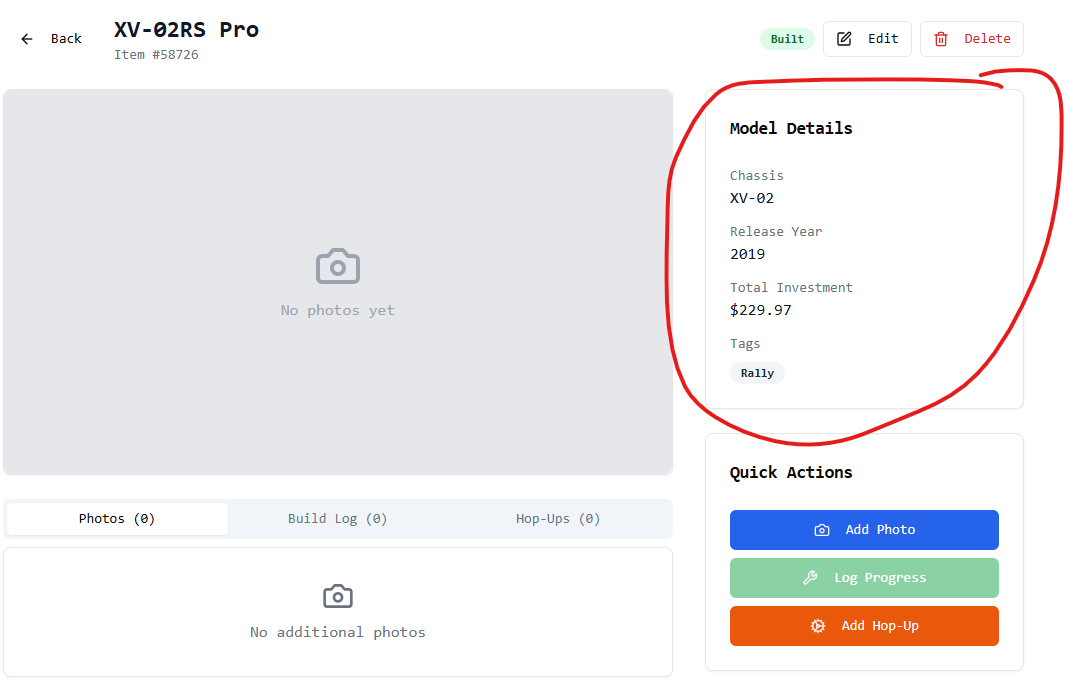 Back
XV-02RS Pro
Item #58726
Built
Edit
Delete
No photos yet
Model Details
Chassis
XV-02
Release Year
2019
Total Investment
$229.97
Tags
Rally
Photos (0)
Build Log (0)
Hop-Ups (0)
No additional photos
Quick Actions
Add Photo
Log Progress
Add Hop-Up